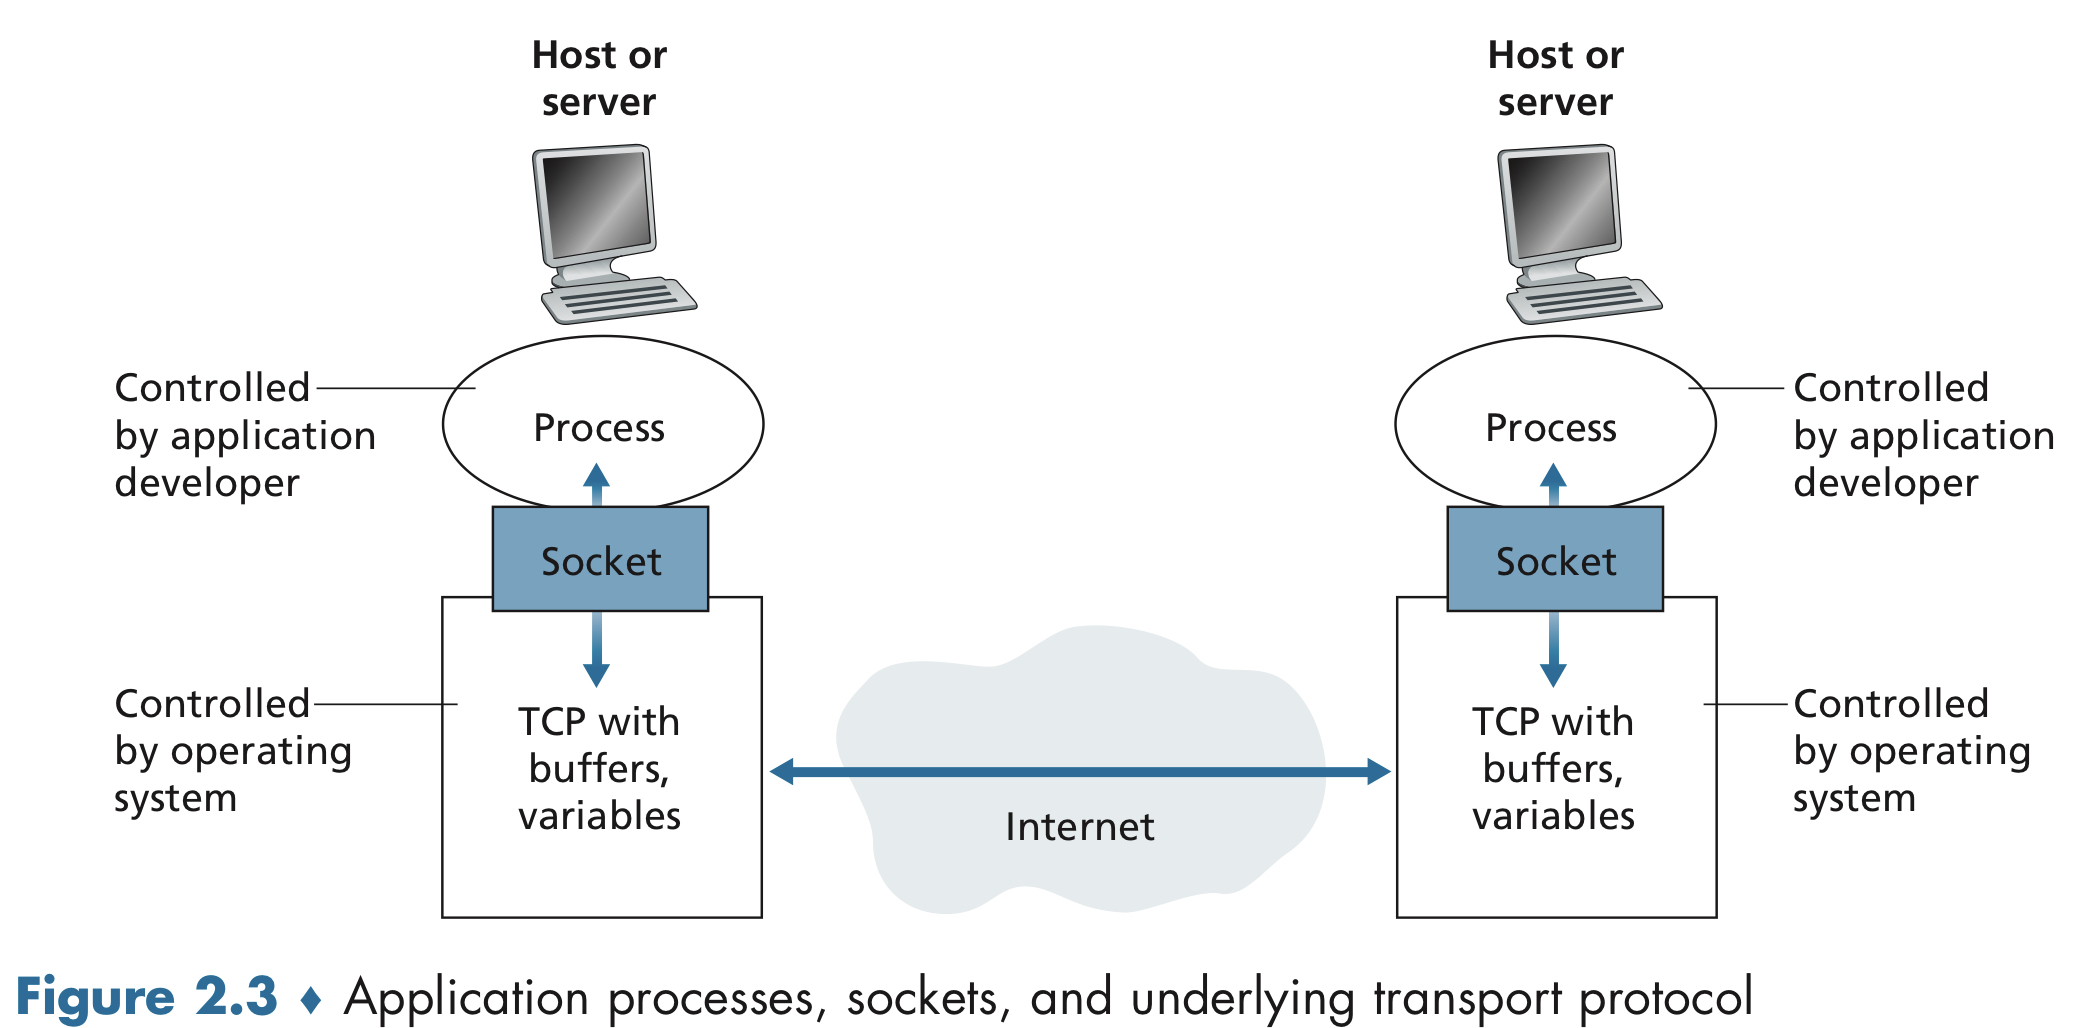 Host or
server
Host or
server
Controlled
by application
developer
Process
Process
Controlled
by application
developer
Socket
Socket
Controlled
by operating
system
TCP with
buffers,
variables
Internet
TCP with
buffers,
variables
Controlled
by operating
system
Figure 2.3 ♦ Application processes, sockets, and underlying transport protocol